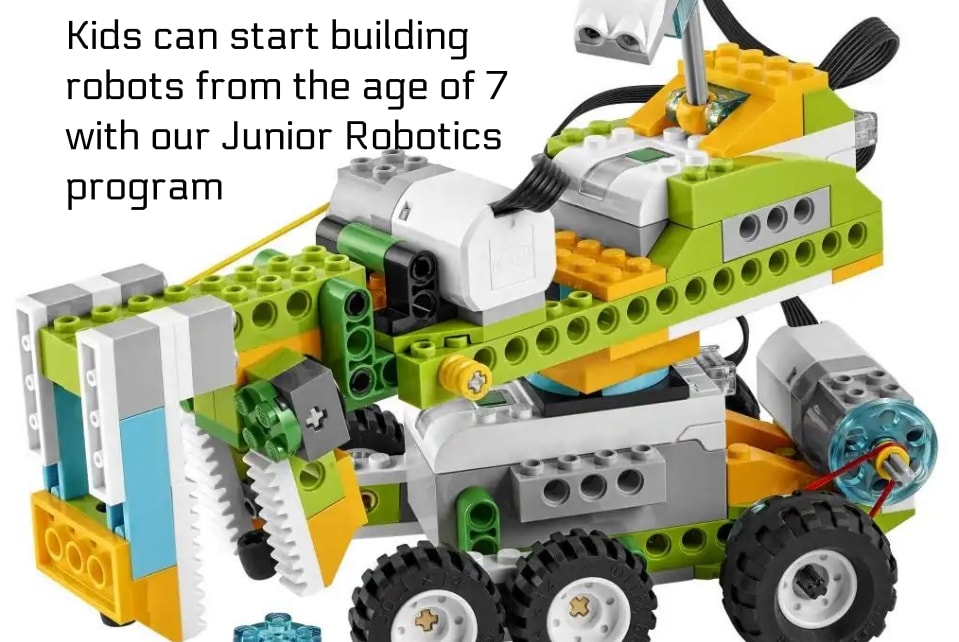 Kids can start building
robots from the age of 7
with our Junior Robotics
program